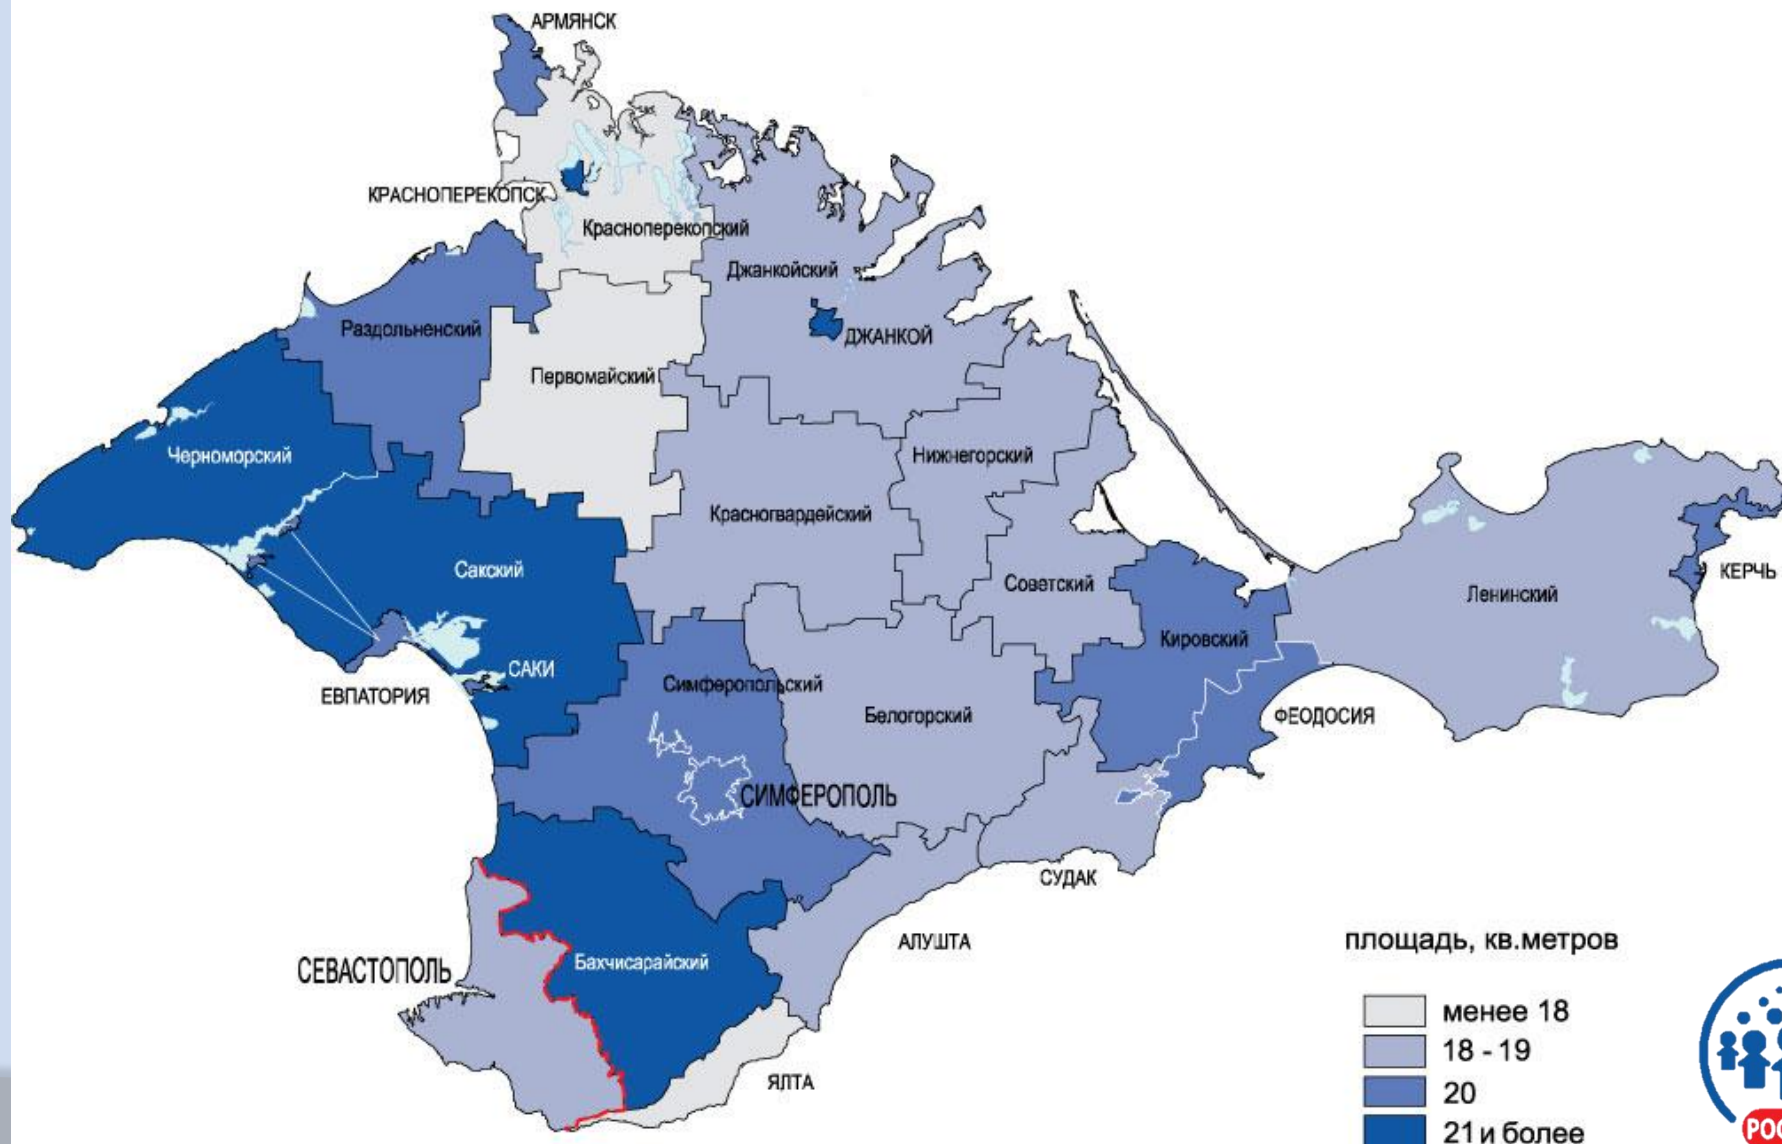 АРМЯНСК
КРАСНОПЕРЕКОПСК
Красноперекопский
Джанкойский
Раздольненский
ДЖАНКОЙ
Первомайский
Черноморский
Нижнегорский
Красногвардейский
Сакский
Советский
КЕРЧЬ
Ленинский
Кировский
САКИ
ЕВПАТОРИЯ
Симферопольский
Белогорский
ФЕОДОСИЯ
СИМФЕРОПОЛЬ
СУДАК
АЛУШТА
СЕВАСТОПОЛЬ
Бахчисарайский
ЯЛТА
площадь, кв.метров
менее 18
18 - 19
20
21 и более